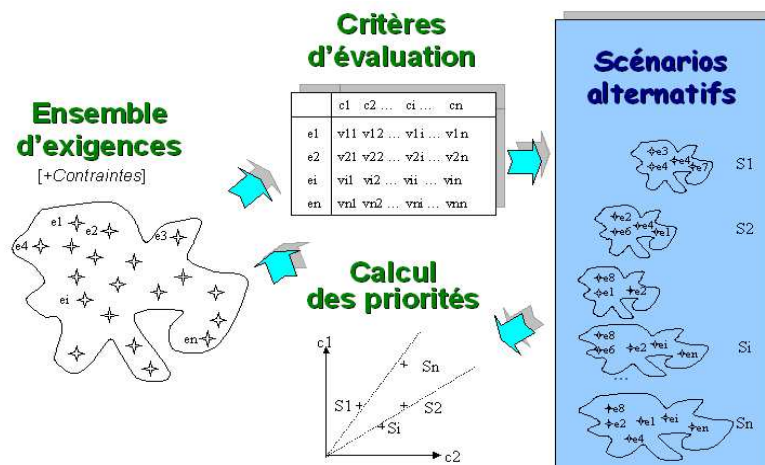 Ensemble
d'exigences
[+Contraintes]
e1
e2
e3
e4
ei
en
Critères
d'évaluation
c1 c2 ... ci ... cn
e1 v11 v12 ... v1i ... v1n
e2 v21 v22 ... v2i ... v2n
ei vi1 vi2 ... vii ... vin
en vn1 vn2 ... vni ... vnn
Calcul
des priorités
c1
Sn
S1
S2
Si
c2
Scénarios
alternatifs
e3
e4
e4
e7
S1
e2
e4
e6
e1
S2
e8
e1
e2
e8
e6
e2
ei
en
Si
...
e8
e2
e1
ei
en
e4
Sn